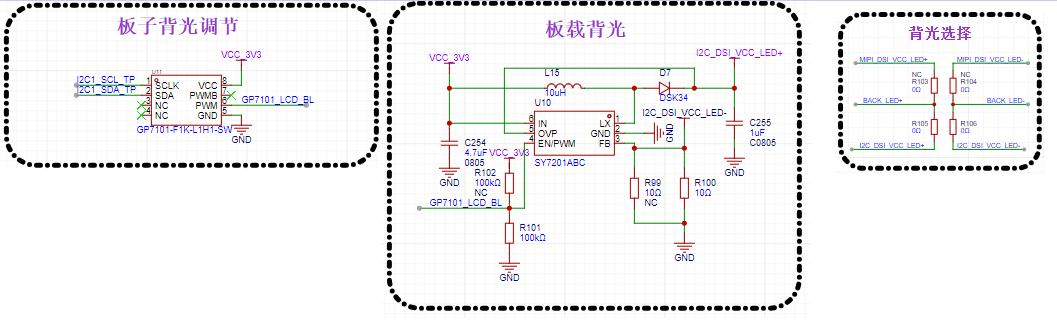 板子背光调节
U11
I2C1_SCL_TP
I2C1_SDA_TP
1
2
3
4
SCLK
SDA
NC
NC
VCC
PWMB
PWM
GND
8
7
6
5
VCC_3V3
GP7101_LCD_BL
GP7101-F1K-L1H1-SW
GND
板载背光
VCC_3V3
L15
10uH
D7
DSK34
I2C_DSI_VCC_LED+
U10
6
5
4
IN
OVP
EN/PWM
LX
GND
FB
1
2
3
SY7201ABC
GND
I2C_DSI_VCC_LED-
C254
4.7uF
0805
GND
VCC_3V3
R102
100kΩ
NC
GP7101_LCD_BL
R101
100kΩ
GND
R99
10Ω
NC
R100
10Ω
GND
C255
1uF
C0805
GND
背光选择
MIPI_DSI_VCC_LED+
MIPI_DSI_VCC_LED-
NC
R103
0Ω
NC
R104
0Ω
BACK_LED+
BACK_LED-
R105
0Ω
R106
0Ω
I2C_DSI_VCC_LED+
I2C_DSI_VCC_LED-